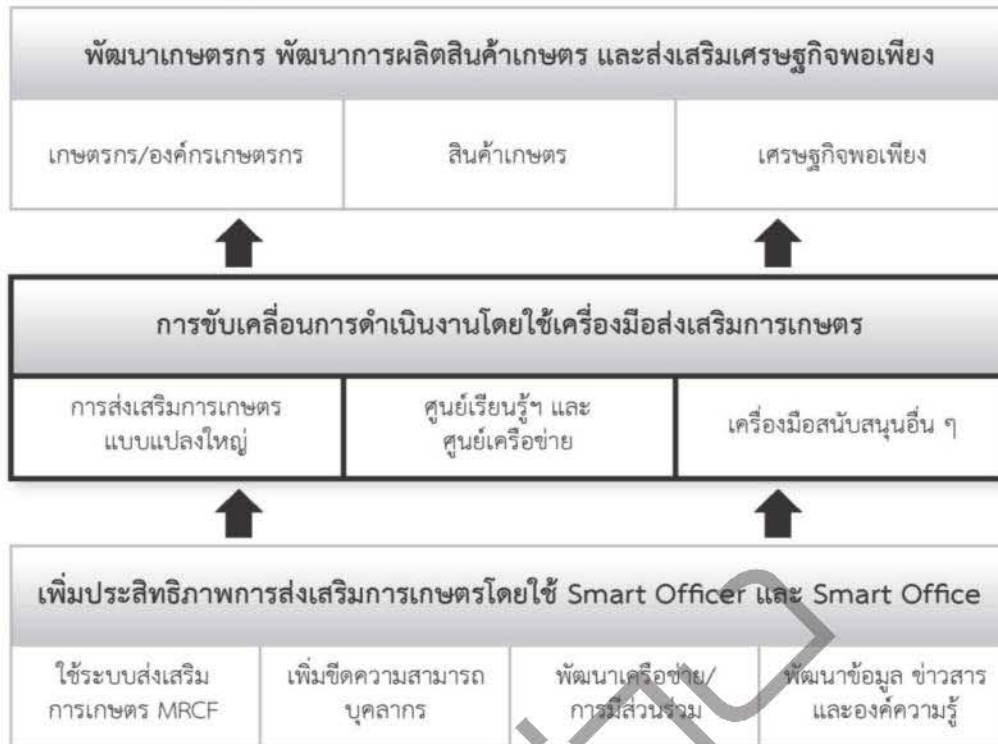 พัฒนาเกษตรกร พัฒนาการผลิตสินค้าเกษตร และส่งเสริมเศรษฐกิจพอเพียง
เกษตรกร/องค์กรเกษตรกร
สินค้าเกษตร
เศรษฐกิจพอเพียง
การขับเคลื่อนการดำเนินงานโดยใช้เครื่องมือส่งเสริมการเกษตร
การส่งเสริมการเกษตร
แบบแปลงใหญ่
ศูนย์เรียนรู้ฯ และ
ศูนย์เครือข่าย
เครื่องมือสนับสนุนอื่น ๆ
เพิ่มประสิทธิภาพการส่งเสริมการเกษตรโดยใช้ Smart Officer และ Smart Office
ใช้ระบบส่งเสริม
การเกษตร MRCF
เพิ่มขีดความสามารถ
บุคลากร
พัฒนาเครือข่าย/
การมีส่วนร่วม
พัฒนาข้อมูล ข่าวสาร
และองค์ความรู้